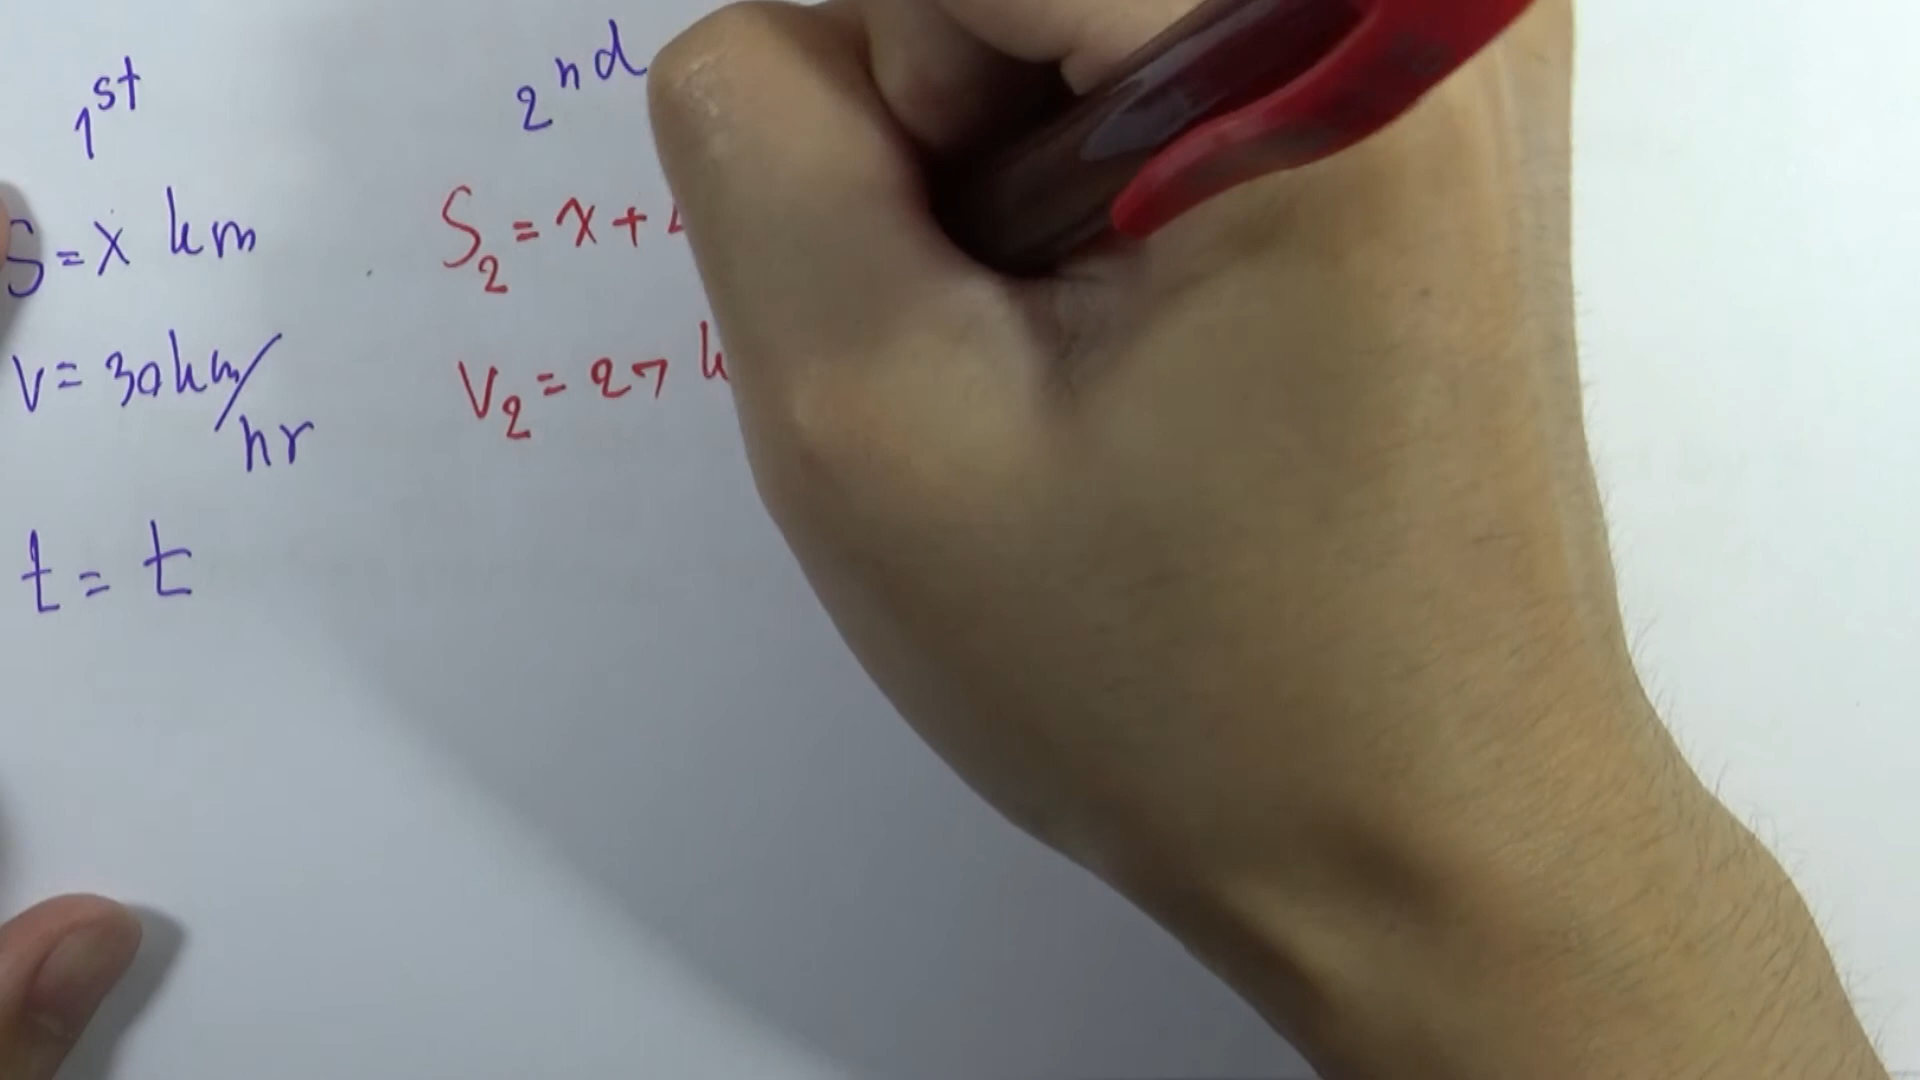 1st
S = x km
V = 30 km/hr
t = t
2nd
S2 = x +
V2 = 27